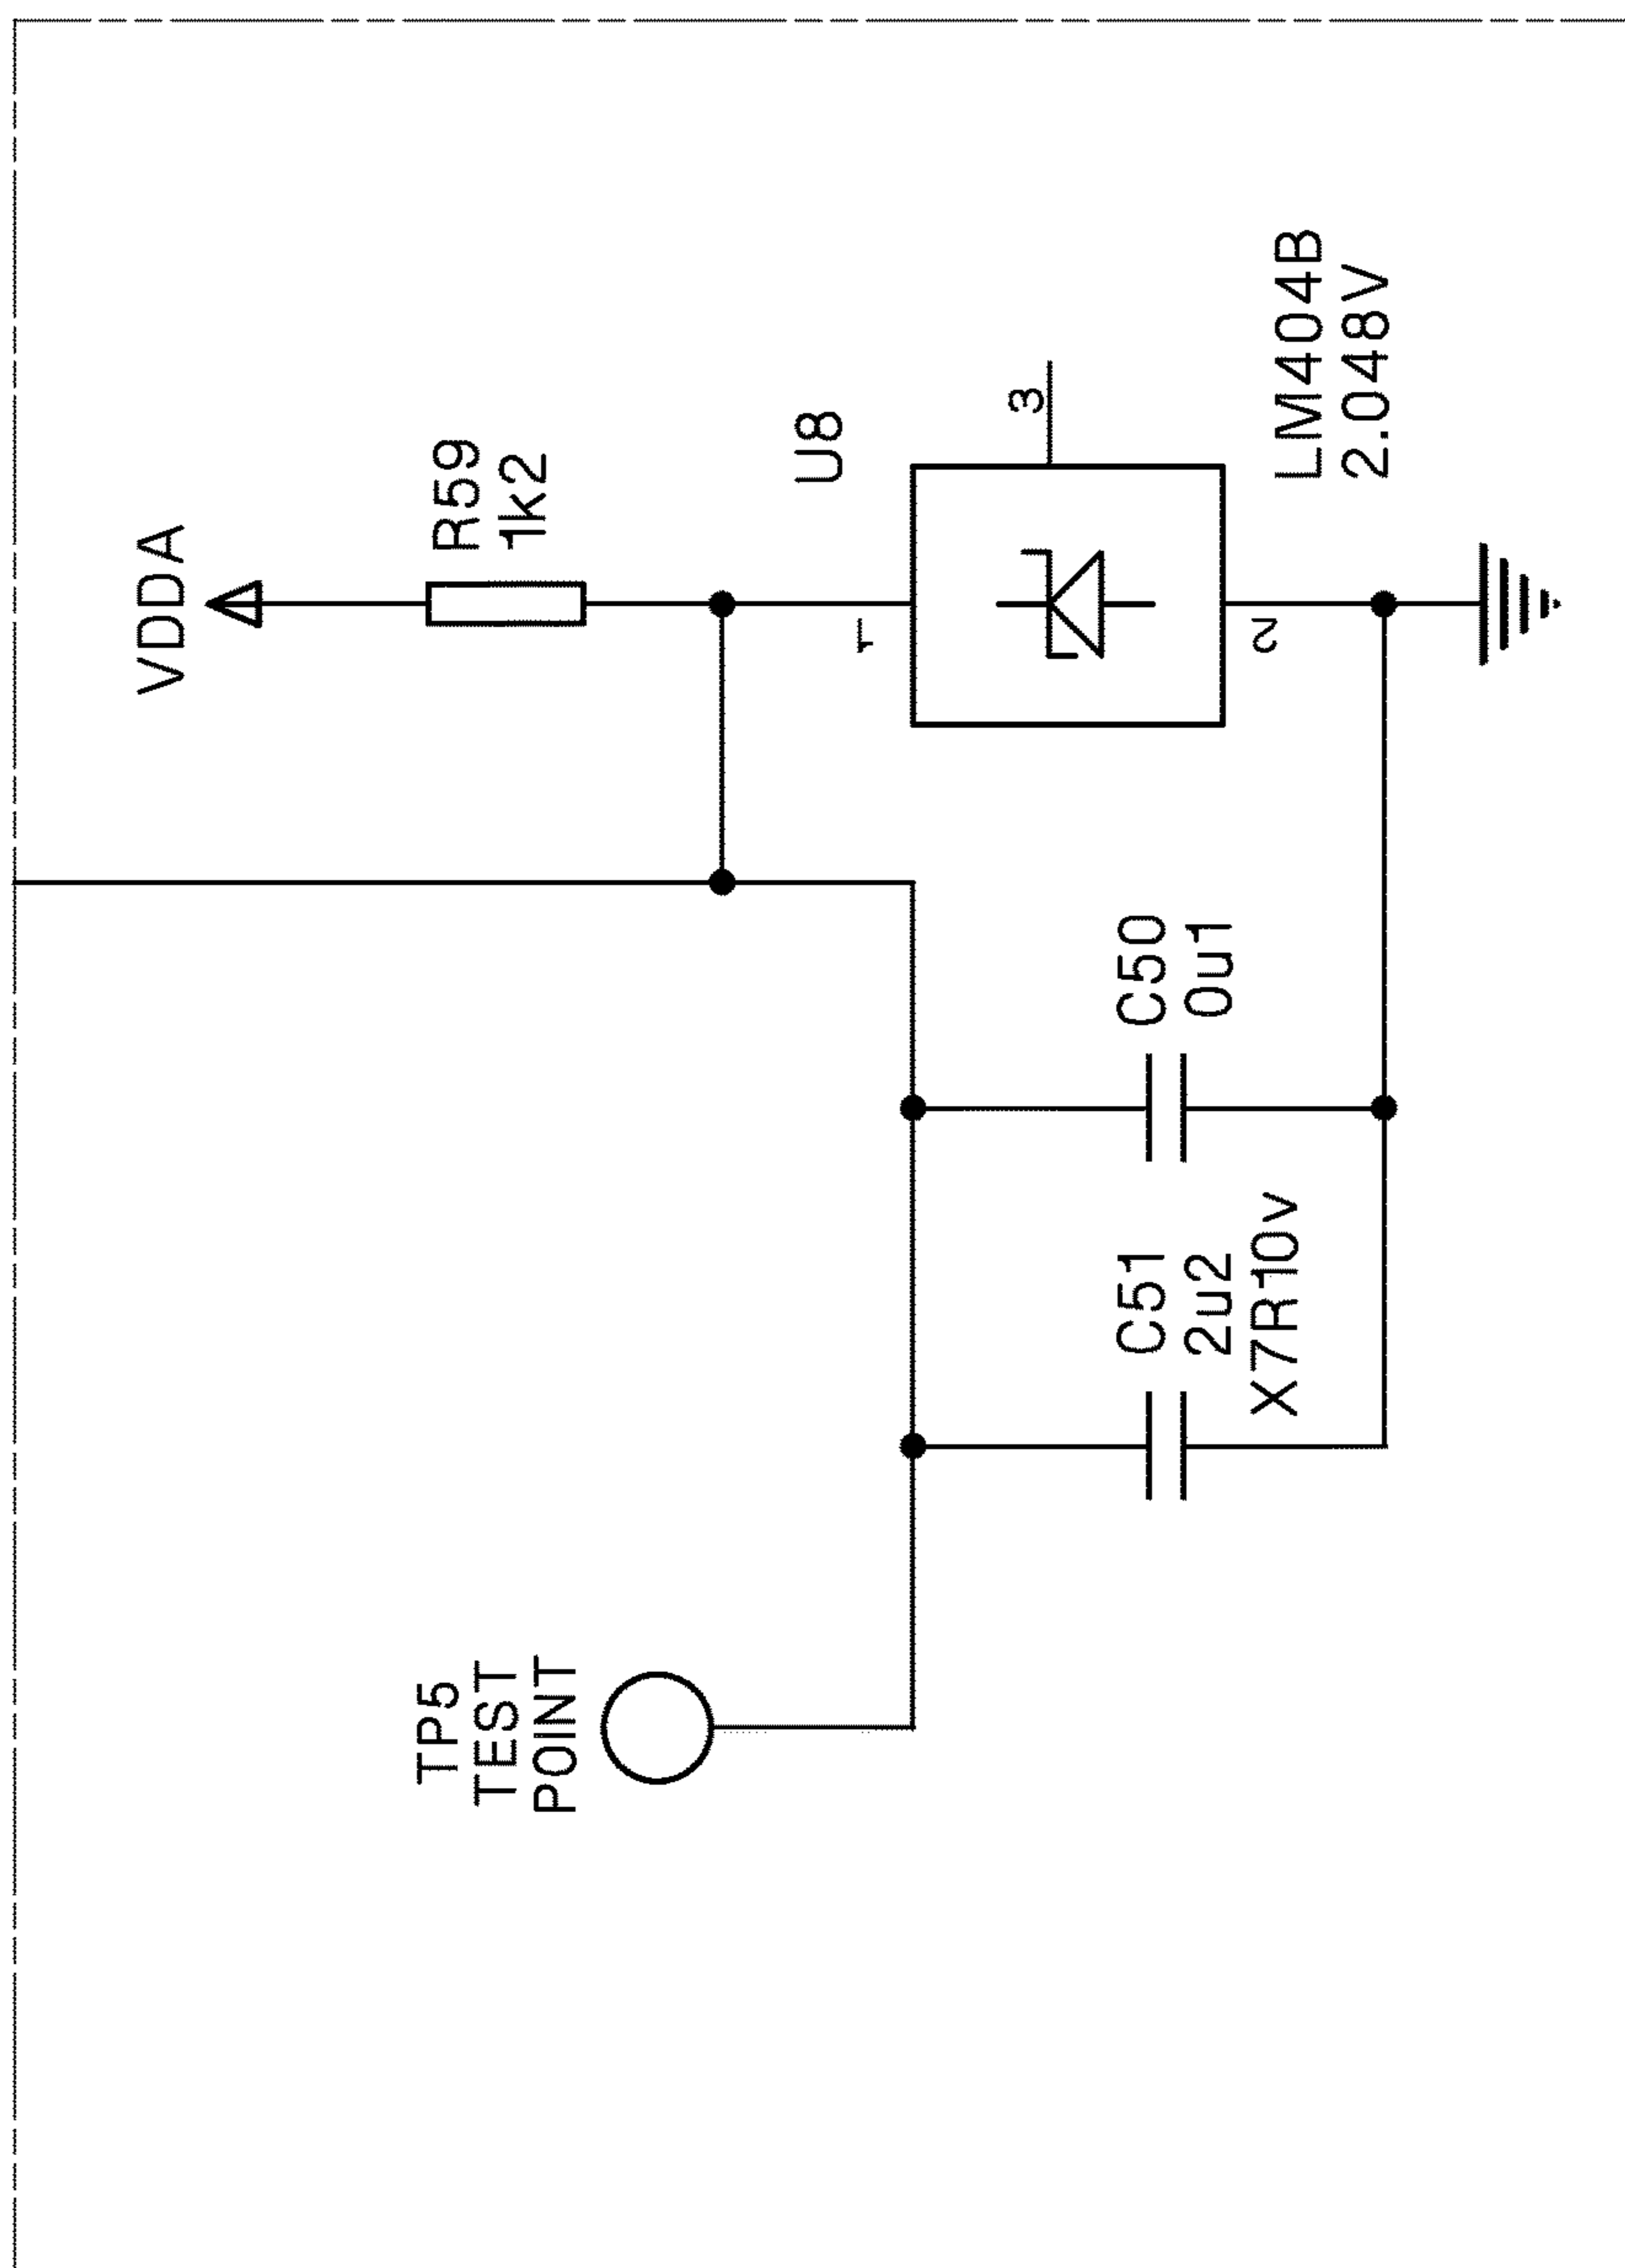 VDDA
R59
1k2
U8
1
3
2
LM404B
2.048V
C50
0u1
C51
2u2
X7R10v
TP5
TEST
POINT